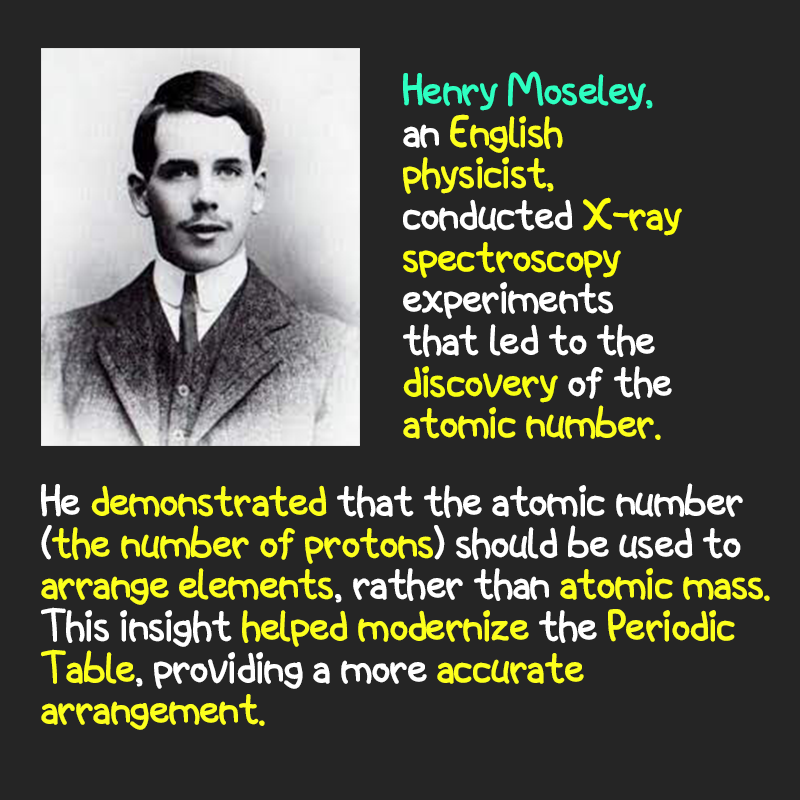 Henry Moseley,
an English
physicist,
conducted X-ray
spectroscopy
experiments
that led to the
discovery of the
atomic number.
He demonstrated that the atomic number
(the number of protons) should be used to
arrange elements, rather than atomic mass.
This insight helped modernize the Periodic
Table, providing a more accurate
arrangement.